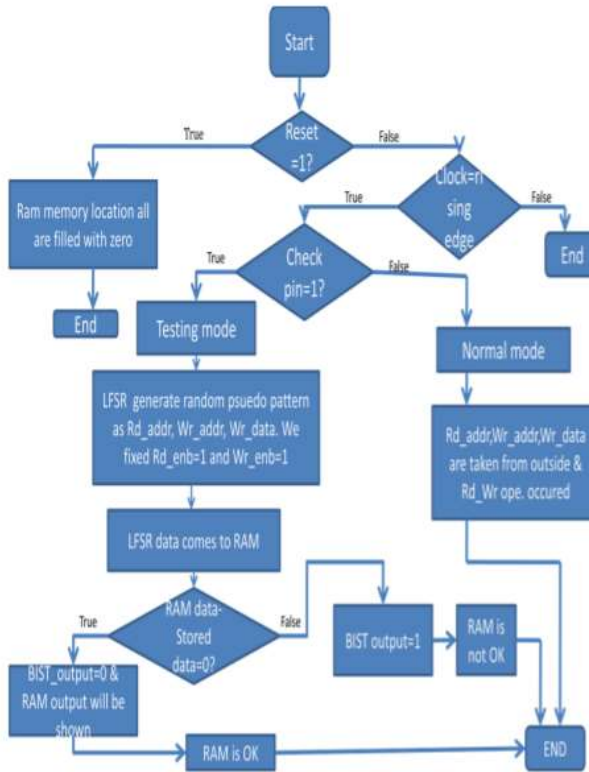 Start
Reset
=1?
True
False
Ram memory location all
are filled with zero
End
Clock=ri
sing
edge
True
False
End
Check
pin=1?
True
False
Testing mode
Normal mode
LFSR generate random psuedo pattern
as Rd_addr, Wr_addr, Wr_data. We
fixed Rd_enb=1 and Wr_enb=1
Rd_addr,Wr_addr,Wr_data
are taken from outside &
Rd_Wr ope. occured
LFSR data comes to RAM
RAM data-
Stored
data=0?
True
False
BIST output=1
RAM is
not OK
BIST_output=0 &
RAM output will be
shown
RAM is OK
END